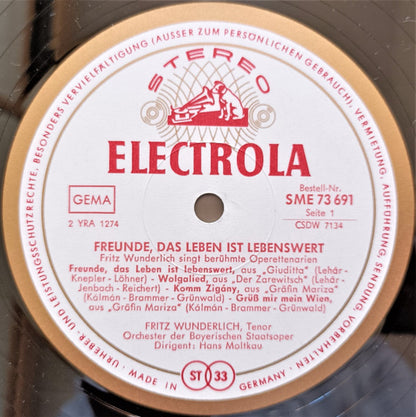 BESONDERS VERVIELFÄLTIGUNG (AUSSER ZUM PERSÖNLICHEN GEBRAUCH), VERMIETUNG, AUFFÜHRUNG, SENDUNG, VORBEHALTEN · GERMANY · MADE IN · URHEBER- UND LEISTUNGSSCHUTZRECHTE,
STEREO
ELECTROLA
GEMA
2 YRA 1274
Bestell-Nr.
SME 73 691
Seite 1
CSDW 7134
FREUNDE, DAS LEBEN IST LEBENSWERT
Fritz Wunderlich singt berühmte Operettenarien
Freunde, das Leben ist lebenswert, aus „Giuditta" (Lehár-
Knepler-Löhner) - Wolgalied, aus „Der Zarewitsch" (Lehár-
Jenbach-Reichert) - Komm Zigány, aus „Gräfin Mariza"
(Kálmán-Brammer-Grünwald) - Grüß mir mein Wien,
aus „Gräfin Mariza" (Kálmán-Brammer-Grünwald)
FRITZ WUNDERLICH, Tenor
Orchester der Bayerischen Staatsoper
Dirigent: Hans Moltkau
ST 33